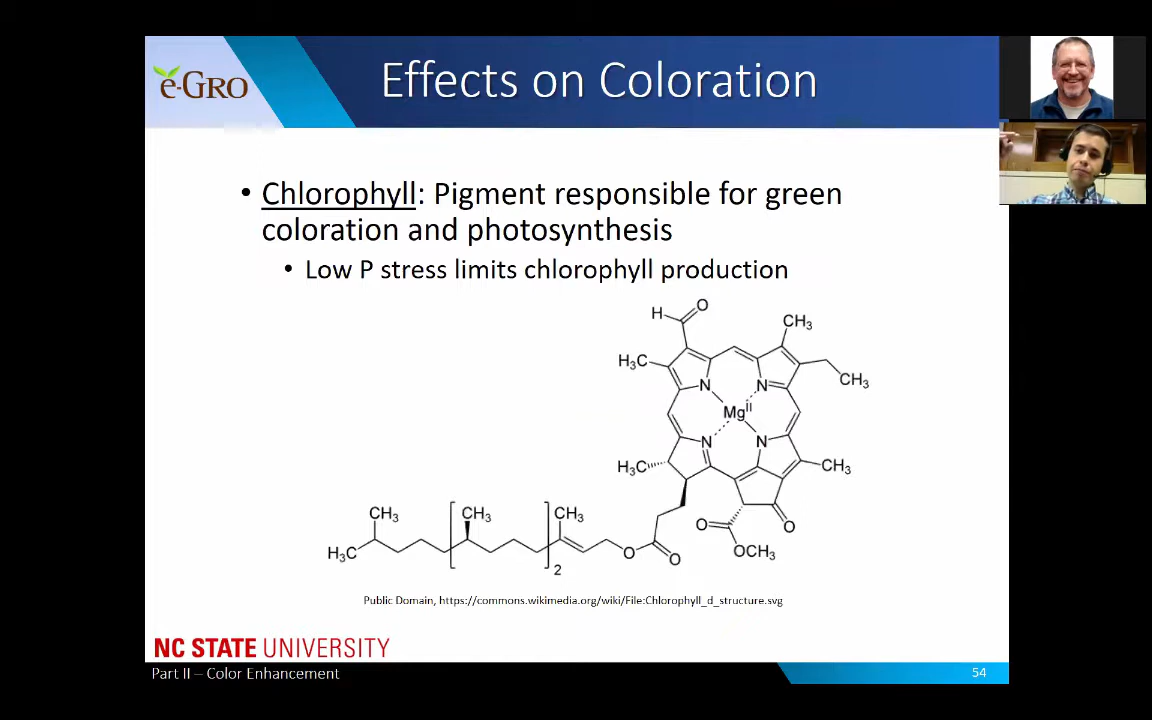 e-GRO
Effects on Coloration
• Chlorophyll: Pigment responsible for green
coloration and photosynthesis
• Low P stress limits chlorophyll production
H
O
CH₃
H₃C
CH₃
N
N
Mgᴵᴵ
N
N
H₃C
CH₃
O
O
OCH₃
CH₃
CH₃
CH₃
H₃C
O
O
2
Public Domain, https://commons.wikimedia.org/wiki/File:Chlorophyll_d_structure.svg
NC STATE UNIVERSITY
Part II – Color Enhancement
54